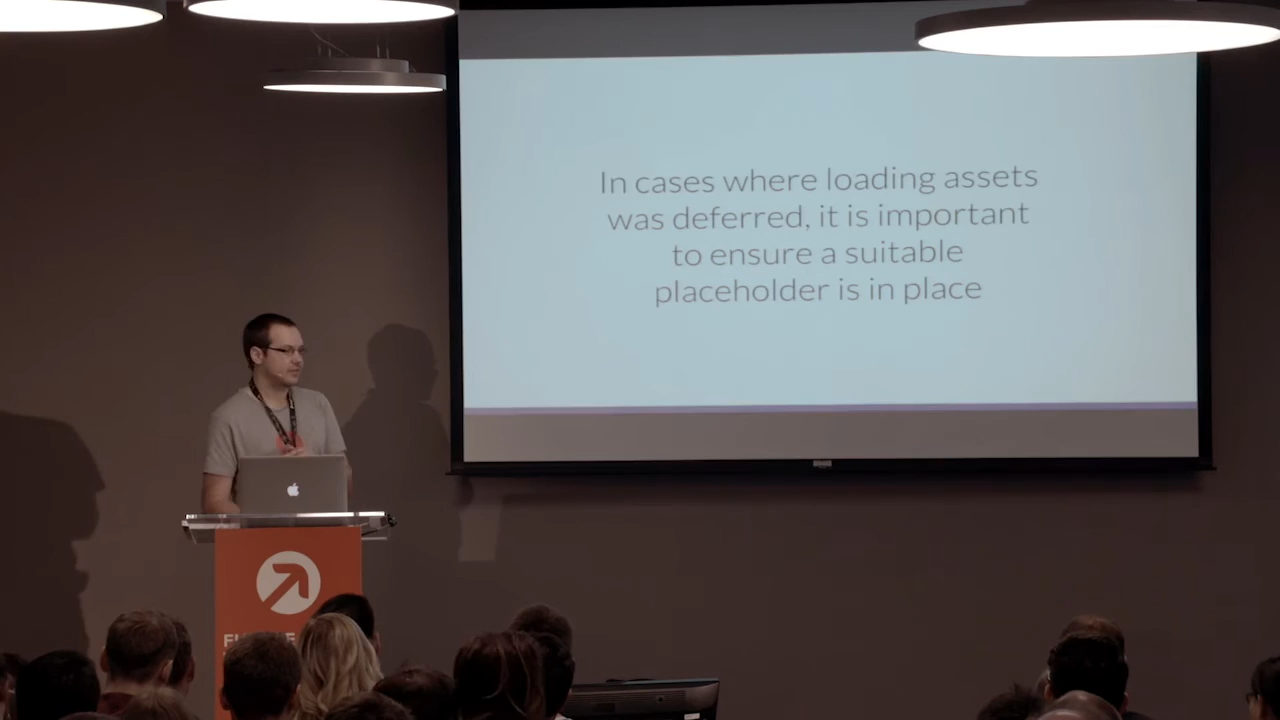 In cases where loading assets
was deferred, it is important
to ensure a suitable
placeholder is in place